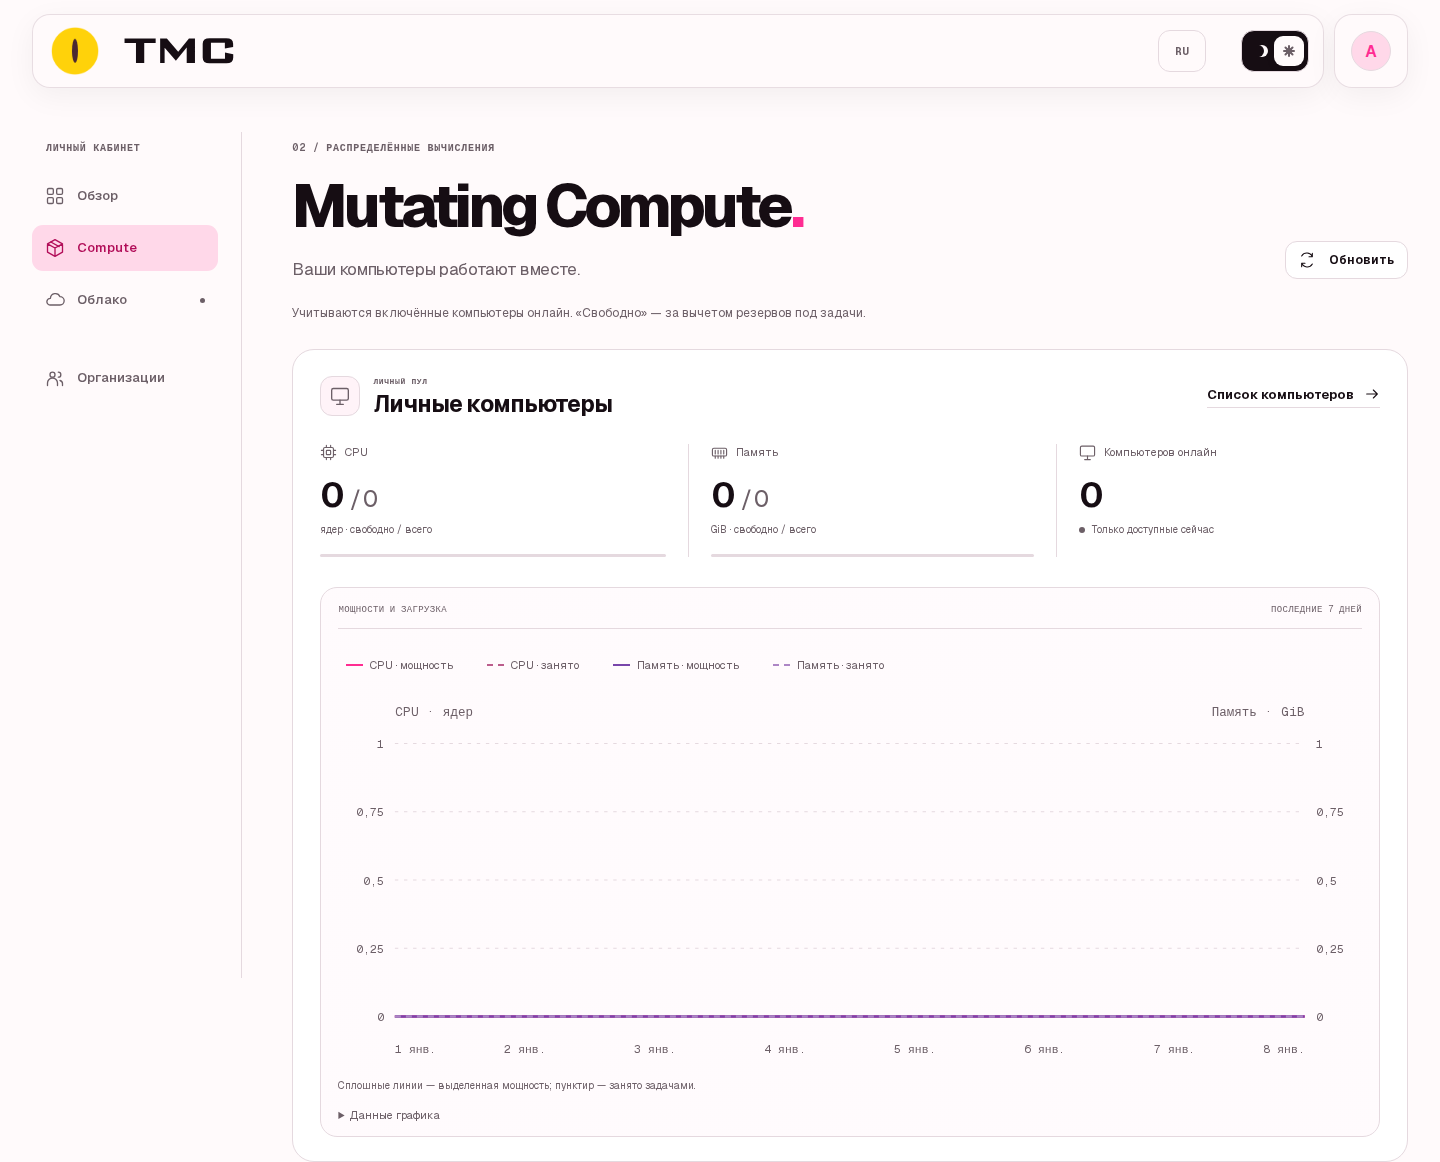 TMC
RU
A
ЛИЧНЫЙ КАБИНЕТ
Обзор
Compute
Облако
Организации
02 / РАСПРЕДЕЛЁННЫЕ ВЫЧИСЛЕНИЯ
Mutating Compute.
Ваши компьютеры работают вместе.
Обновить
Учитываются включённые компьютеры онлайн. «Свободно» — за вычетом резервов под задачи.
ЛИЧНЫЙ ПУЛ
Личные компьютеры
Список компьютеров
CPU
0 / 0
ядер · свободно / всего
Память
0 / 0
GiB · свободно / всего
Компьютеров онлайн
0
Только доступные сейчас
МОЩНОСТИ И ЗАГРУЗКА
ПОСЛЕДНИЕ 7 ДНЕЙ
CPU · мощность
CPU · занято
Память · мощность
Память · занято
CPU · ядер
Память · GiB
1 1
0,75 0,75
0,5 0,5
0,25 0,25
0 0
1 янв. 2 янв. 3 янв. 4 янв. 5 янв. 6 янв. 7 янв. 8 янв.
Сплошные линии — выделенная мощность; пунктир — занято задачами.
Данные графика